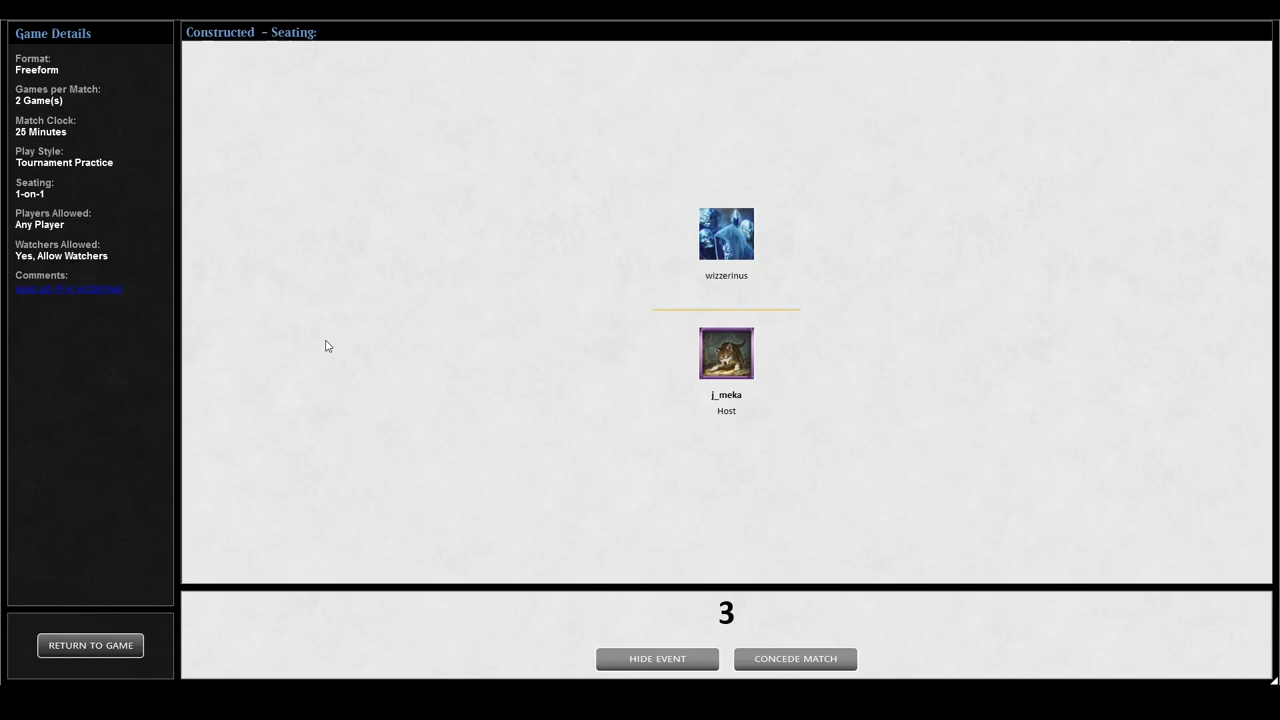 Game Details
Format:
Freeform
Games per Match:
2 Game(s)
Match Clock:
25 Minutes
Play Style:
Tournament Practice
Seating:
1-on-1
Players Allowed:
Any Player
Watchers Allowed:
Yes, Allow Watchers
Comments:
RETURN TO GAME
Constructed – Seating:
wizzerinus
j_meka
Host
3
HIDE EVENT
CONCEDE MATCH